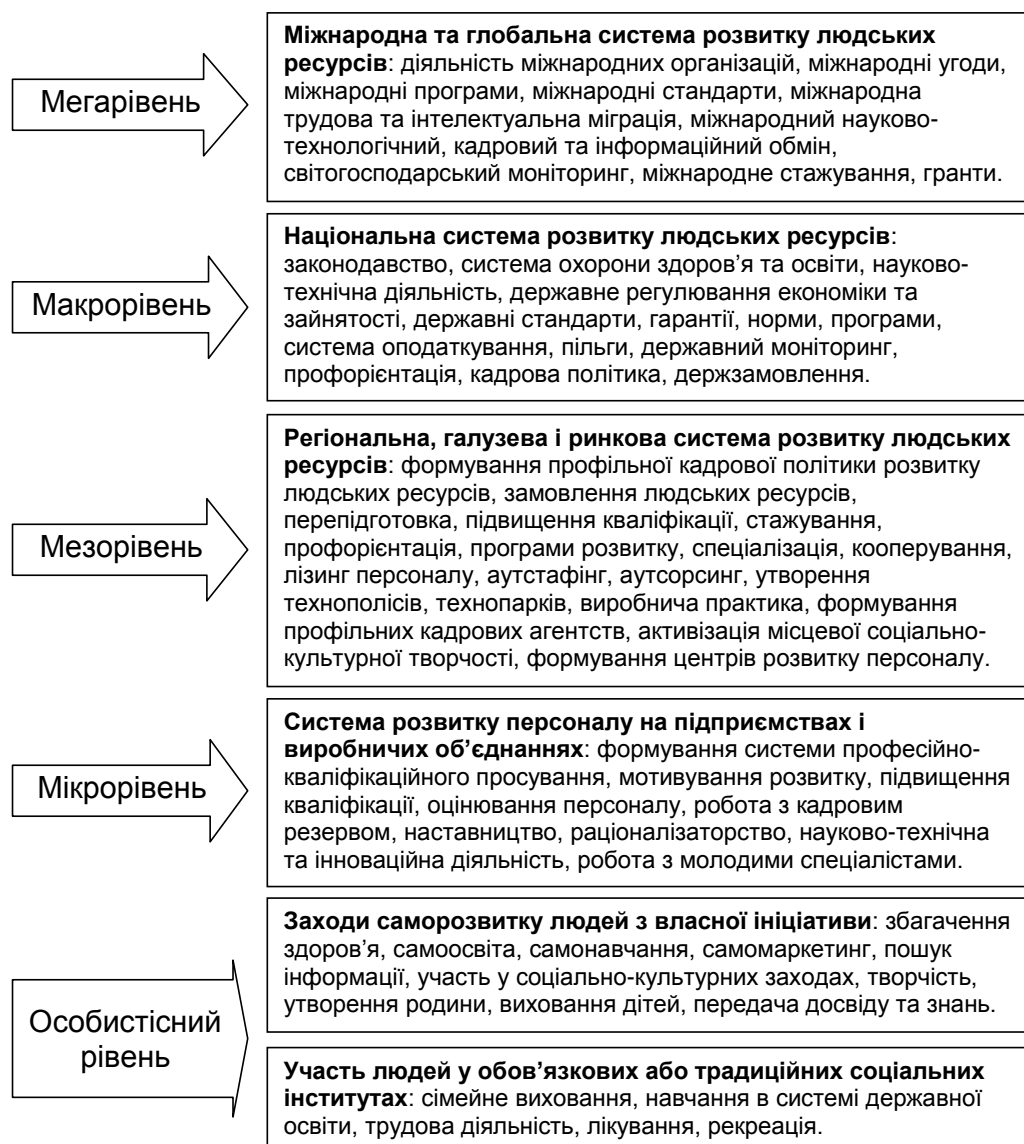 Мегарівень
Міжнародна та глобальна система розвитку людських
ресурсів: діяльність міжнародних організацій, міжнародні угоди,
міжнародні програми, міжнародні стандарти, міжнародна
трудова та інтелектуальна міграція, міжнародний науково-
технологічний, кадровий та інформаційний обмін,
світогосподарський моніторинг, міжнародне стажування, гранти.
Макрорівень
Національна система розвитку людських ресурсів:
законодавство, система охорони здоров’я та освіти, науково-
технічна діяльність, державне регулювання економіки та
зайнятості, державні стандарти, гарантії, норми, програми,
система оподаткування, пільги, державний моніторинг,
профорієнтація, кадрова політика, держзамовлення.
Мезорівень
Регіональна, галузева і ринкова система розвитку людських
ресурсів: формування профільної кадрової політики розвитку
людських ресурсів, замовлення людських ресурсів,
перепідготовка, підвищення кваліфікації, стажування,
профорієнтація, програми розвитку, спеціалізація, кооперування,
лізинг персоналу, аутстафінг, аутсорсинг, утворення
технополісів, технопарків, виробнича практика, формування
профільних кадрових агентств, активізація місцевої соціально-
культурної творчості, формування центрів розвитку персоналу.
Мікрорівень
Система розвитку персоналу на підприємствах і
виробничих об’єднаннях: формування системи професійно-
кваліфікаційного просування, мотивування розвитку, підвищення
кваліфікації, оцінювання персоналу, робота з кадровим
резервом, наставництво, раціоналізаторство, науково-технічна
та інноваційна діяльність, робота з молодими спеціалістами.
Особистісний
рівень
Заходи саморозвитку людей з власної ініціативи: збагачення
здоров’я, самоосвіта, самонавчання, самомаркетинг, пошук
інформації, участь у соціально-культурних заходах, творчість,
утворення родини, виховання дітей, передача досвіду та знань.
Участь людей у обов’язкових або традиційних соціальних
інститутах: сімейне виховання, навчання в системі державної
освіти, трудова діяльність, лікування, рекреація.